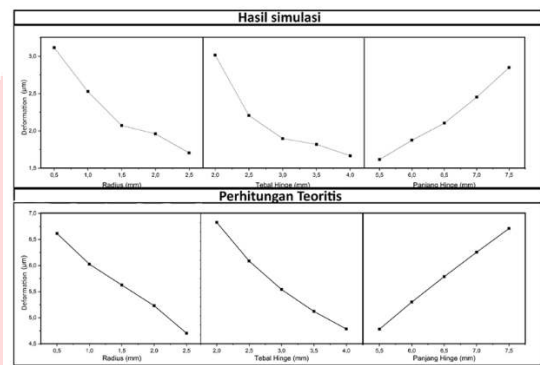 Hasil simulasi
Deformation (μm)
3,0
2,5
2,0
1,5
0,5 1,0 1,5 2,0 2,5 2,0 2,5 3,0 3,5 4,0 5,5 6,0 6,5 7,0 7,5
Radius (mm) Tebal Hinge (mm) Panjang Hinge (mm)
Perhitungan Teoritis
Deformation (μm)
7,0
6,5
6,0
5,5
5,0
4,5
4,0
0,5 1,0 1,5 2,0 2,5 2,0 2,5 3,0 3,5 4,0 5,5 6,0 6,5 7,0 7,5
Radius (mm) Tebal Hinge (mm) Panjang Hinge (mm)